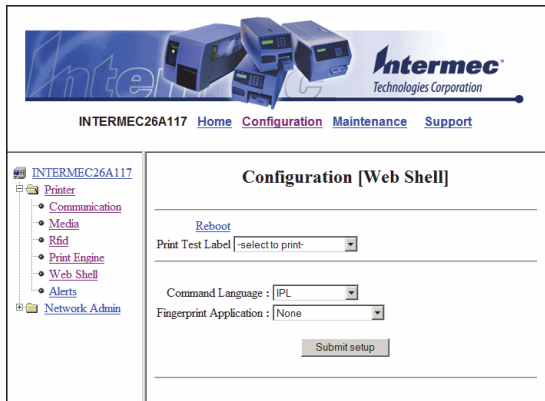 Intermec
Intermec®
Technologies Corporation
INTERMEC26A117 Home Configuration Maintenance Support
INTERMEC26A117
Printer
Communication
Media
Rfid
Print Engine
Web Shell
Alerts
Network Admin
Configuration [Web Shell]
Reboot
Print Test Label -select to print-
Command Language : IPL
Fingerprint Application : None
Submit setup